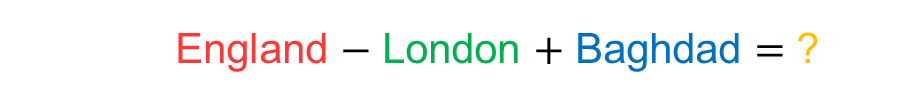 England − London + Baghdad = ?